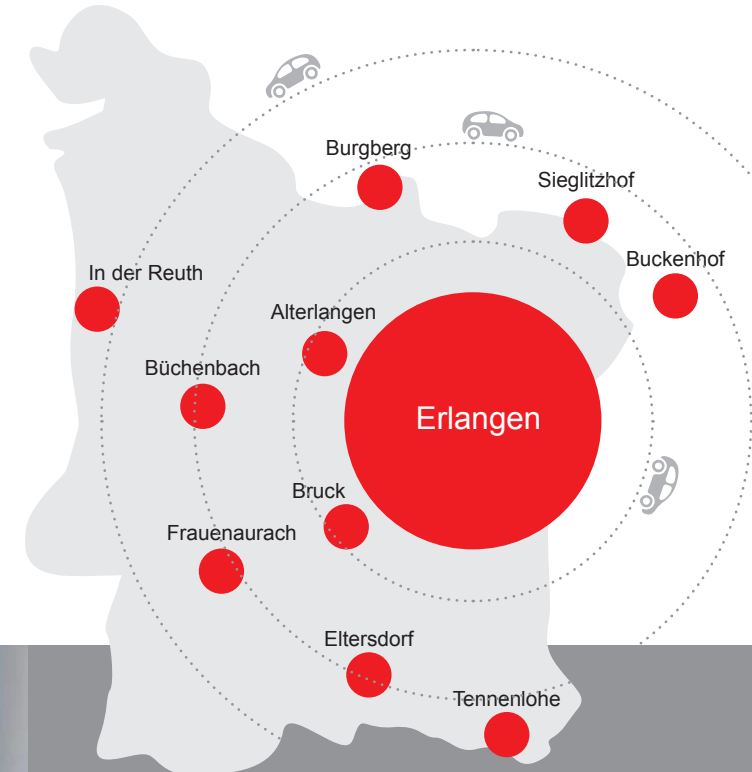 Burgberg
Sieglitzhof
Buckenhof
In der Reuth
Alterlangen
Büchenbach
Erlangen
Bruck
Frauenaurach
Eltersdorf
Tennenlohe